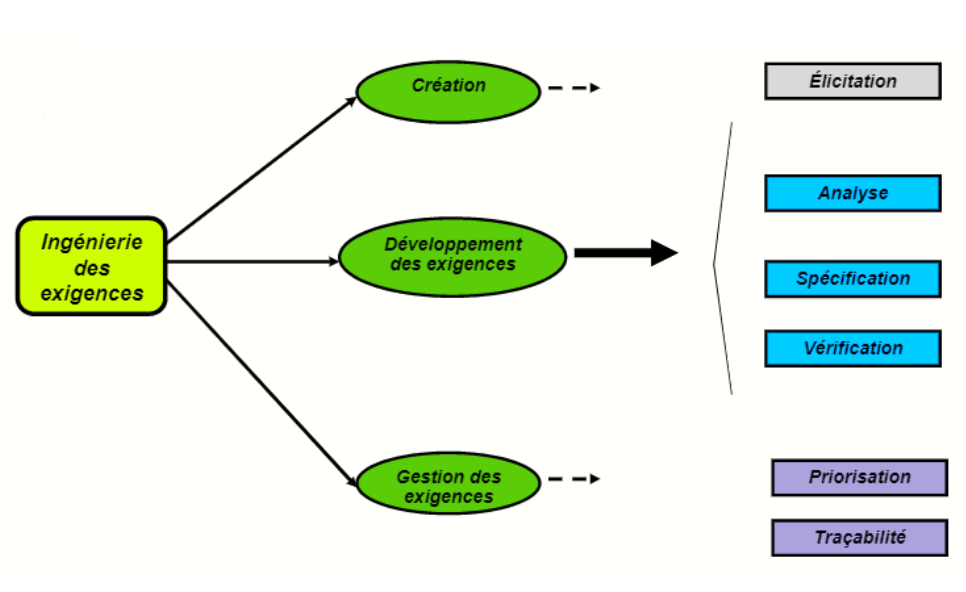 Création
Élicitation
Analyse
Ingénierie
des
exigences
Développement
des exigences
Spécification
Vérification
Gestion des
exigences
Priorisation
Traçabilité